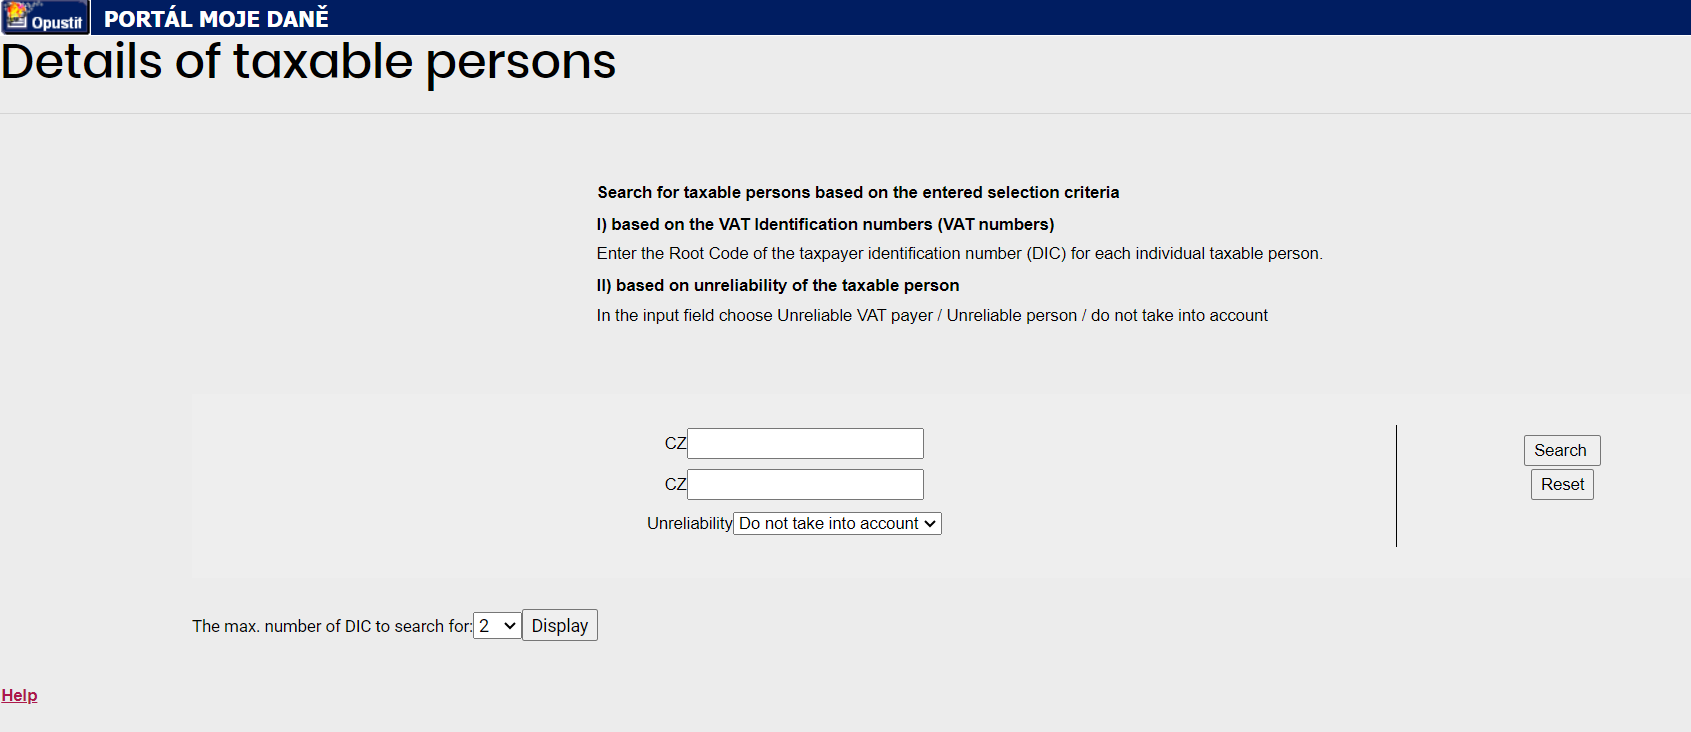 Opustit PORTÁL MOJE DANĚ
Details of taxable persons
Search for taxable persons based on the entered selection criteria
I) based on the VAT Identification numbers (VAT numbers)
Enter the Root Code of the taxpayer identification number (DIC) for each individual taxable person.
II) based on unreliability of the taxable person
In the input field choose Unreliable VAT payer / Unreliable person / do not take into account
CZ
Search
CZ
Reset
Unreliability Do not take into account
The max. number of DIC to search for: 2 Display
Help